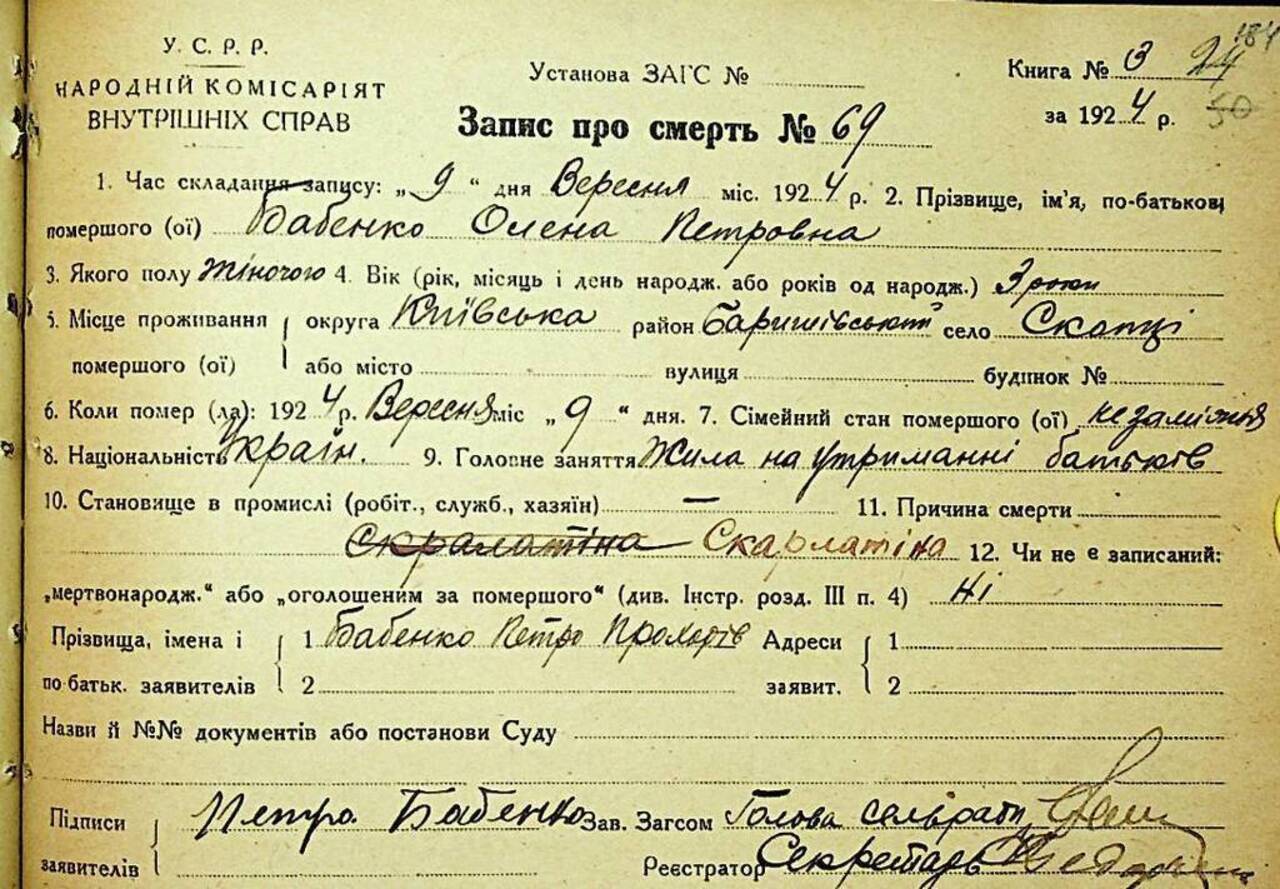 184
У. С. Р. Р. Установа ЗАГС № Книга № 3 24
НАРОДНІЙ КОМІСАРІЯТ
ВНУТРІШНІХ СПРАВ Запис про смерть № 69 за 1924 р. 50
1. Час складання запису: „ 9 “ дня Вересня міс. 1924 р. 2. Прізвище, ім'я, по-батькові
помершого (ої) Бабенко Олена Петровна
3. Якого полу жіночого 4. Вік (рік, місяць і день народж. або років од народж.) 3 роки
5. Місце проживання округа Київська район Баришівський село Скопці
помершого (ої) або місто вулиця будинок №
6. Коли помер (ла): 1924 р. Вересня міс „ 9 “ дня. 7. Сімейний стан помершого (ої) незаміжня
8. Національність Україн. 9. Головне заняття Жила на утриманні батьків
10. Становище в промислі (робіт., служб., хазяїн) — 11. Причина смерти
Скралатіна Скарлатіна 12. Чи не є записаний:
„мертвонародж.“ або „оголошеним за помершого“ (див. Інстр. розд. III п. 4) Ні
Прізвища, імена і 1 Бабенко Петро Прохорів Адреси 1
по батьк. заявителів 2 заявит. 2
Назви й №№ документів або постанови Суду
Підписи Петро Бабенко Зав. Загсом Голова сельради
заявителів Реєстратор Секретарь